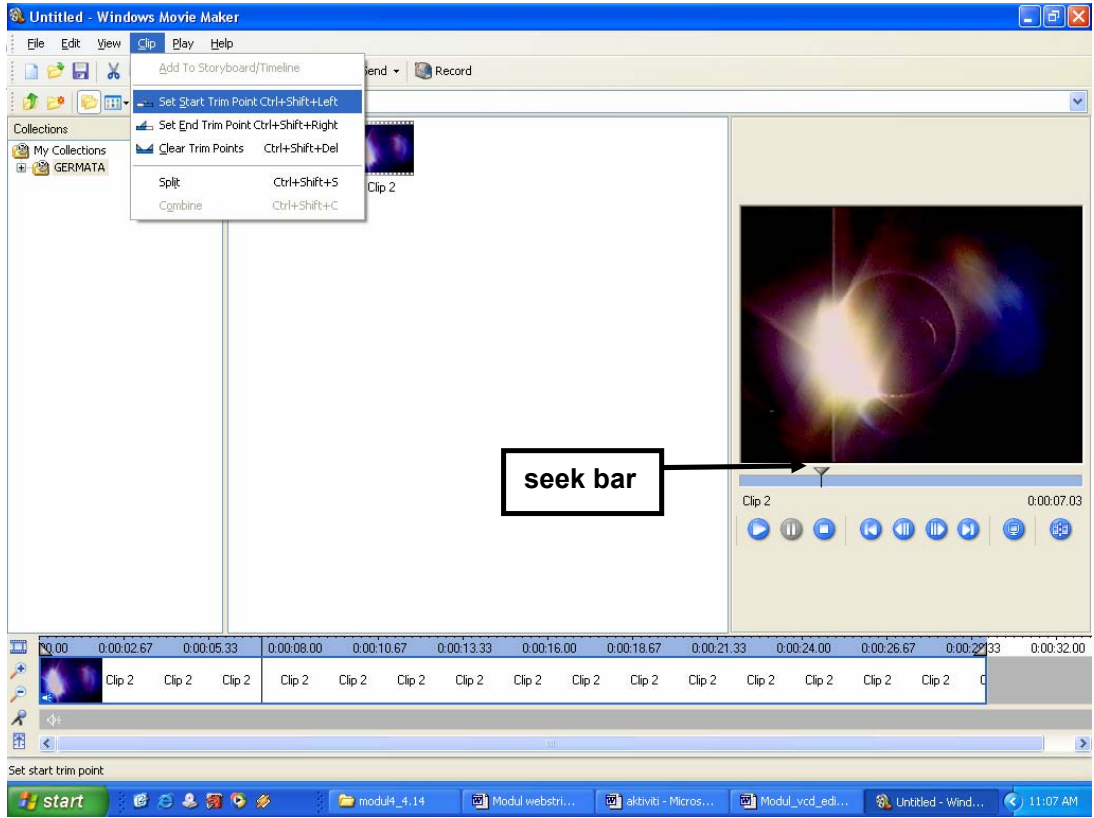 Untitled - Windows Movie Maker
File Edit View Clip Play Help
Add To Storyboard/Timeline
Send Record
Set Start Trim Point Ctrl+Shift+Left
Set End Trim Point Ctrl+Shift+Right
Clear Trim Points Ctrl+Shift+Del
Split Ctrl+Shift+S
Combine Ctrl+Shift+C
Collections
My Collections
GERMATA
Clip 2
seek bar
Clip 2 0:00:07.03
00.00 0:00:02.67 0:00:05.33 0:00:08.00 0:00:10.67 0:00:13.33 0:00:16.00 0:00:18.67 0:00:21.33 0:00:24.00 0:00:26.67 0:00:29.33 0:00:32.00
Clip 2 Clip 2 Clip 2 Clip 2 Clip 2 Clip 2 Clip 2 Clip 2 Clip 2 Clip 2 Clip 2 Clip 2 Clip 2 Clip 2 Clip 2
Set start trim point
start modul4_4.14 Modul webstri... aktiviti - Micros... Modul_vcd_edi... Untitled - Wind... 11:07 AM